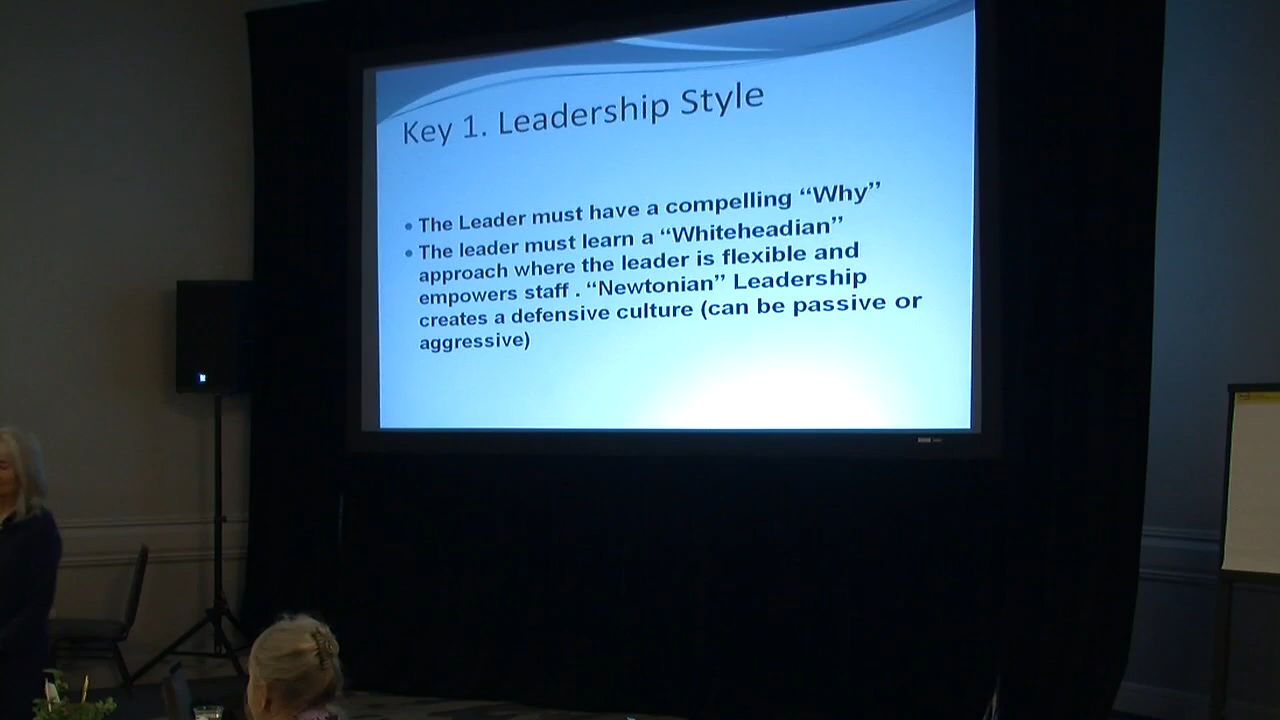 Key 1. Leadership Style
• The Leader must have a compelling “Why”
• The leader must learn a “Whiteheadian”
approach where the leader is flexible and
empowers staff . “Newtonian” Leadership
creates a defensive culture (can be passive or
aggressive)